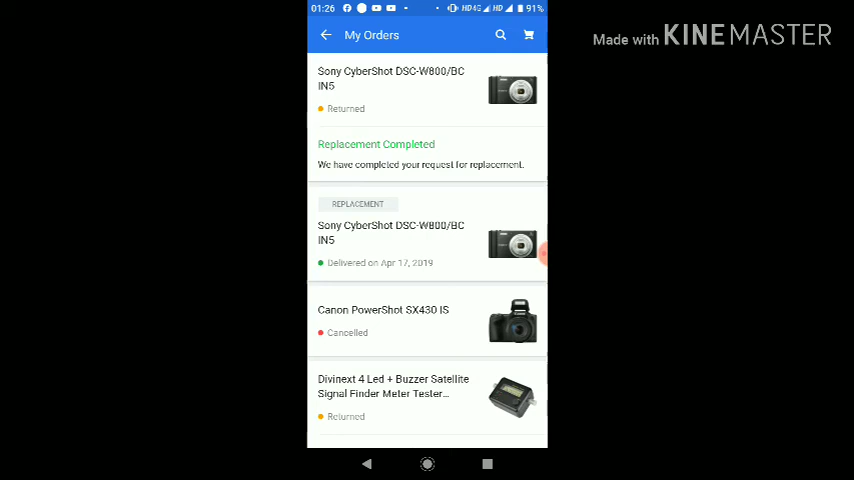 01:26 HD4G HD 91%
My Orders
Made with KINEMASTER
Sony CyberShot DSC-W800/BC
IN5
Returned
Replacement Completed
We have completed your request for replacement.
REPLACEMENT
Sony CyberShot DSC-W800/BC
IN5
Delivered on Apr 17, 2019
Canon PowerShot SX430 IS
Cancelled
Divinext 4 Led + Buzzer Satellite
Signal Finder Meter Tester...
Returned